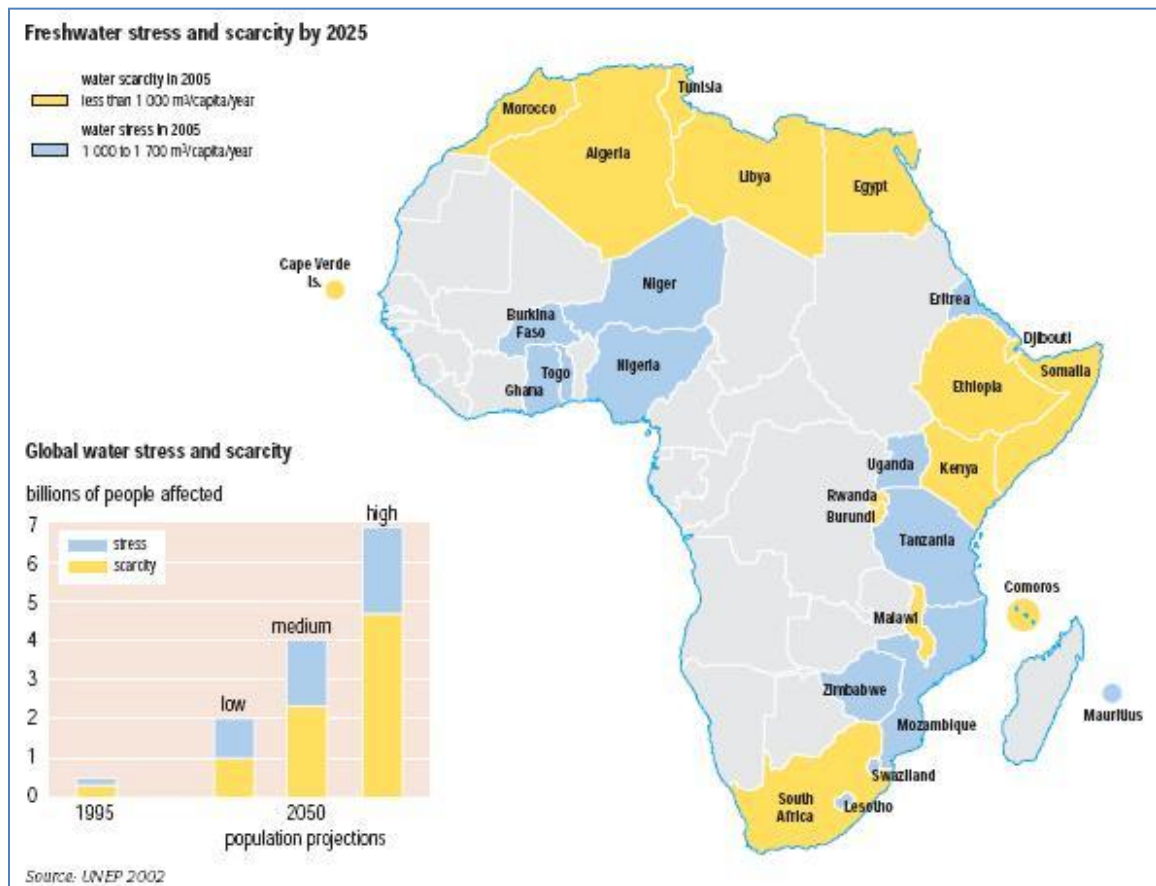 Freshwater stress and scarcity by 2025
water scarcity in 2005
less than 1 000 m³/capita/year
water stress in 2005
1 000 to 1 700 m³/capita/year
Tunisia
Morocco
Algeria
Libya
Egypt
Cape Verde
Is.
Niger
Burkina
Faso
Eritrea
Djibouti
Togo
Nigeria
Ghana
Ethiopia
Somalia
Uganda
Kenya
Rwanda
Burundi
Tanzania
Comoros
Malawi
Zimbabwe
Mozambique
Mauritius
Swaziland
South
Africa
Lesotho
Global water stress and scarcity
billions of people affected
7
6
5
4
3
2
1
0
stress
scarcity
low
medium
high
1995
2050
population projections
Source: UNEP 2002